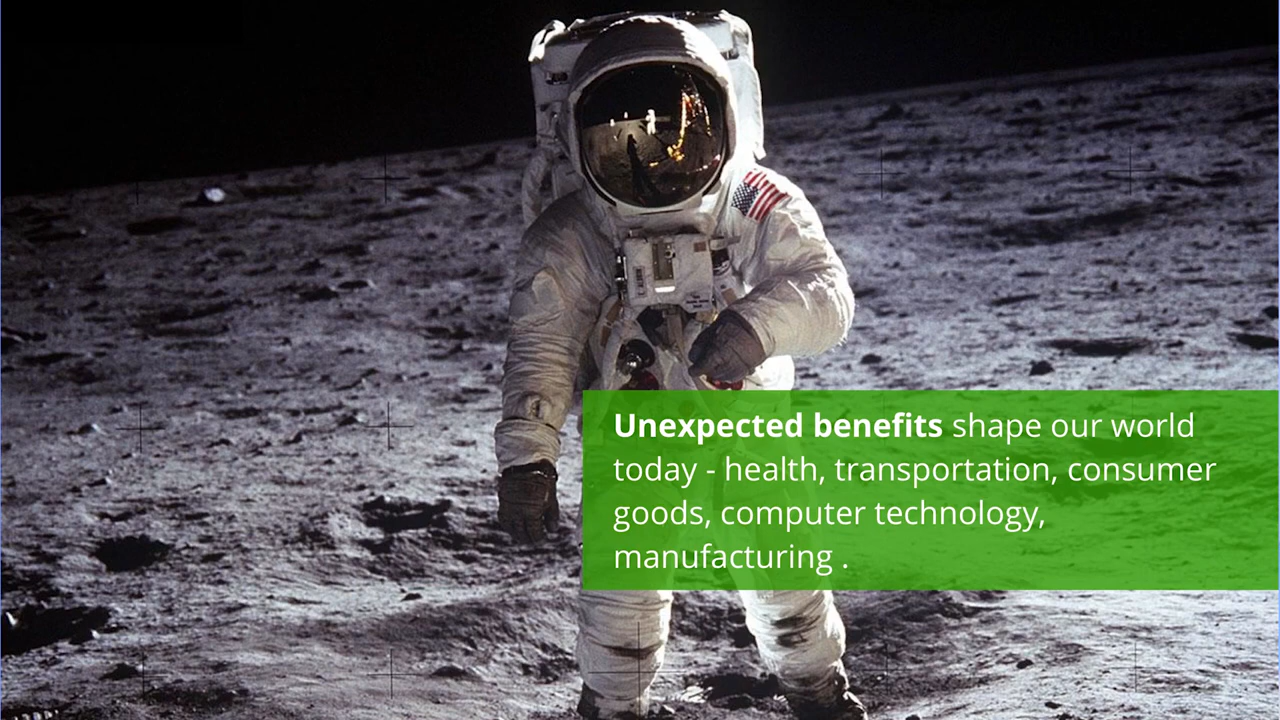 Unexpected benefits shape our world
today - health, transportation, consumer
goods, computer technology,
manufacturing .